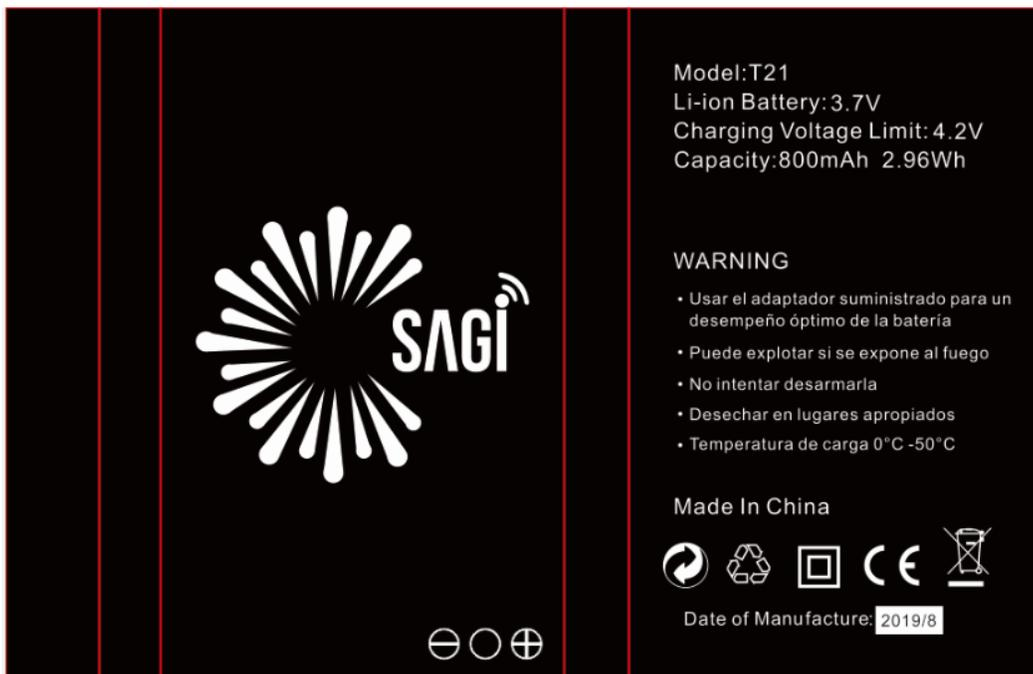 SAGI
Model:T21
Li-ion Battery:3.7V
Charging Voltage Limit:4.2V
Capacity:800mAh 2.96Wh
WARNING
• Usar el adaptador suministrado para un
desempeño óptimo de la batería
• Puede explotar si se expone al fuego
• No intentar desarmarla
• Desechar en lugares apropiados
• Temperatura de carga 0°C -50°C
Made In China
CE
Date of Manufacture: 2019/8